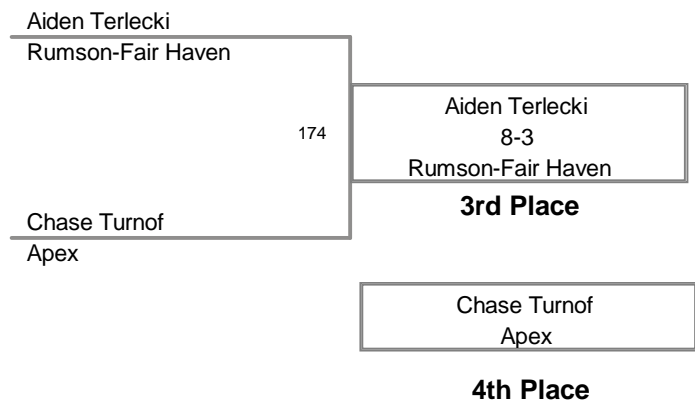 Aiden Terlecki
Rumson-Fair Haven
174
Aiden Terlecki
8-3
Rumson-Fair Haven
3rd Place
Chase Turnof
Apex
Chase Turnof
Apex
4th Place